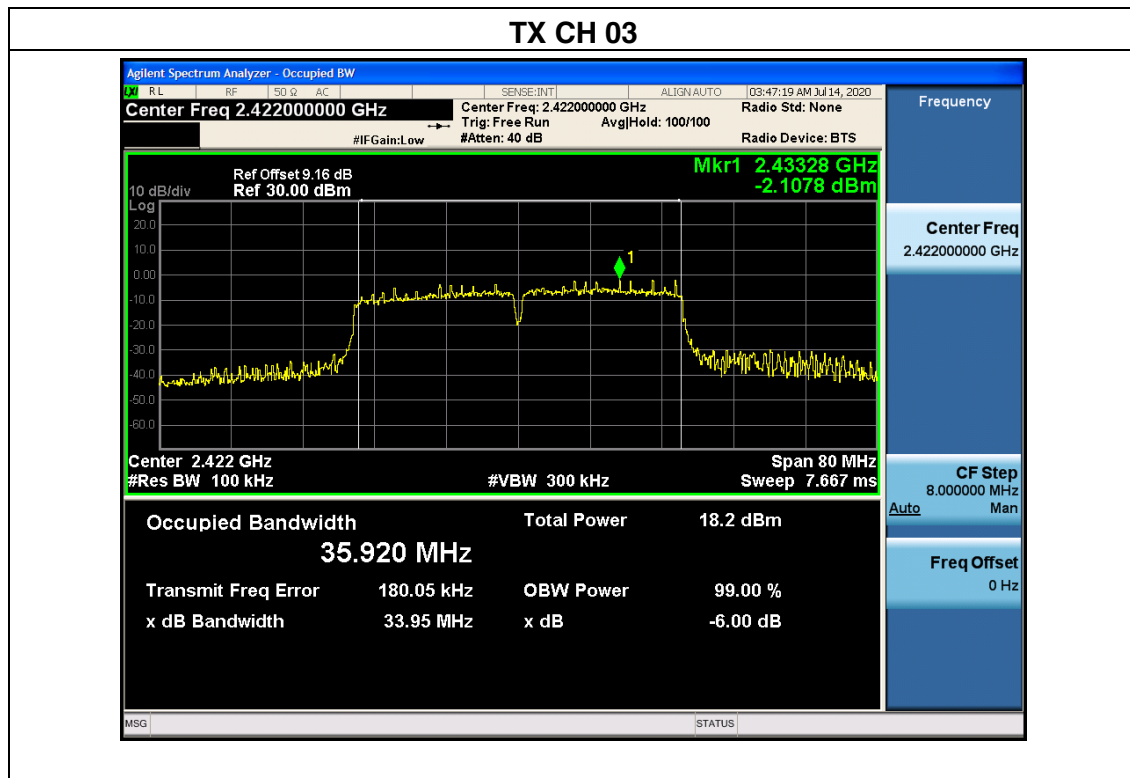 TX CH 03
Agilent Spectrum Analyzer - Occupied BW
LXI RL RF 50 Ω AC SENSE:INT ALIGN AUTO 03:47:19 AM Jul 14, 2020
Center Freq 2.422000000 GHz
Center Freq: 2.422000000 GHz
Radio Std: None
Trig: Free Run Avg|Hold: 100/100
#IFGain:Low #Atten: 40 dB Radio Device: BTS
Frequency
Mkr1 2.43328 GHz
-2.1078 dBm
Ref Offset 9.16 dB
10 dB/div Ref 30.00 dBm
Log
20.0
10.0
0.00
-10.0
-20.0
-30.0
-40.0
-50.0
-60.0
1
Center 2.422 GHz Span 80 MHz
#Res BW 100 kHz #VBW 300 kHz Sweep 7.667 ms
Center Freq
2.422000000 GHz
CF Step
8.000000 MHz
Auto Man
Freq Offset
0 Hz
Occupied Bandwidth Total Power 18.2 dBm
35.920 MHz
Transmit Freq Error 180.05 kHz OBW Power 99.00 %
x dB Bandwidth 33.95 MHz x dB -6.00 dB
MSG STATUS